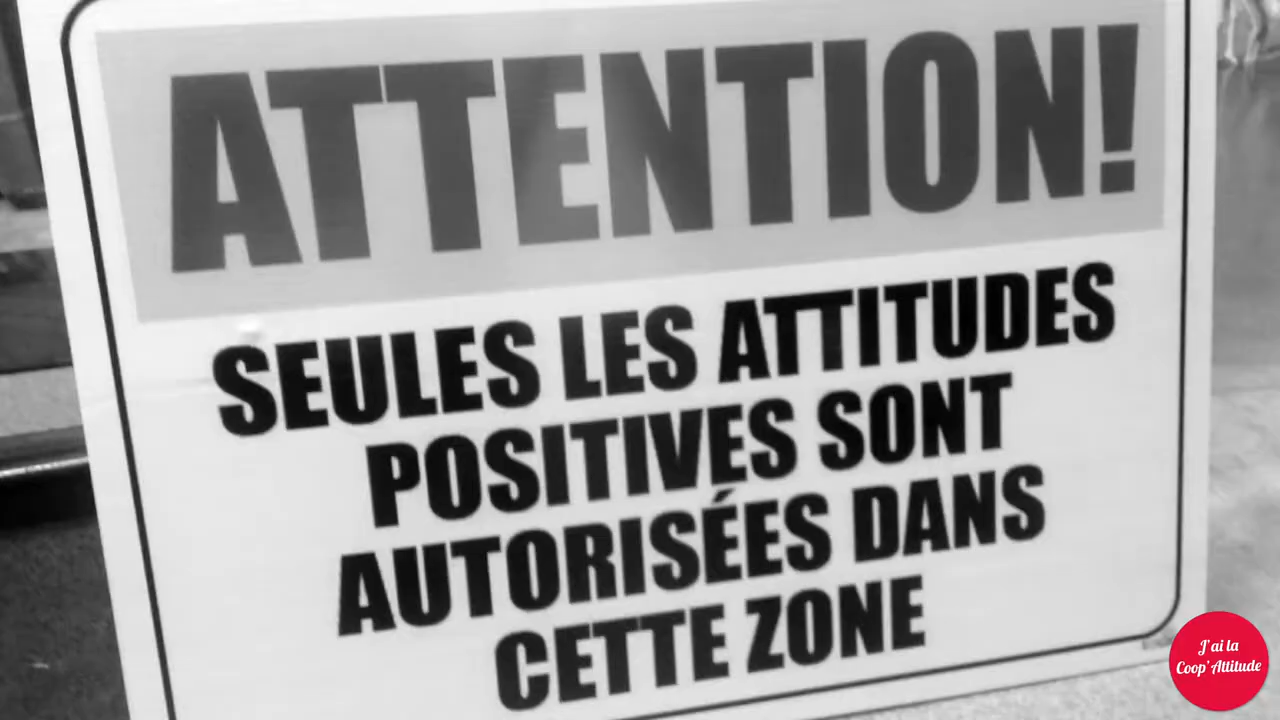 ATTENTION!
SEULES LES ATTITUDES
POSITIVES SONT
AUTORISÉES DANS
CETTE ZONE
J'ai la
Coop'Attitude